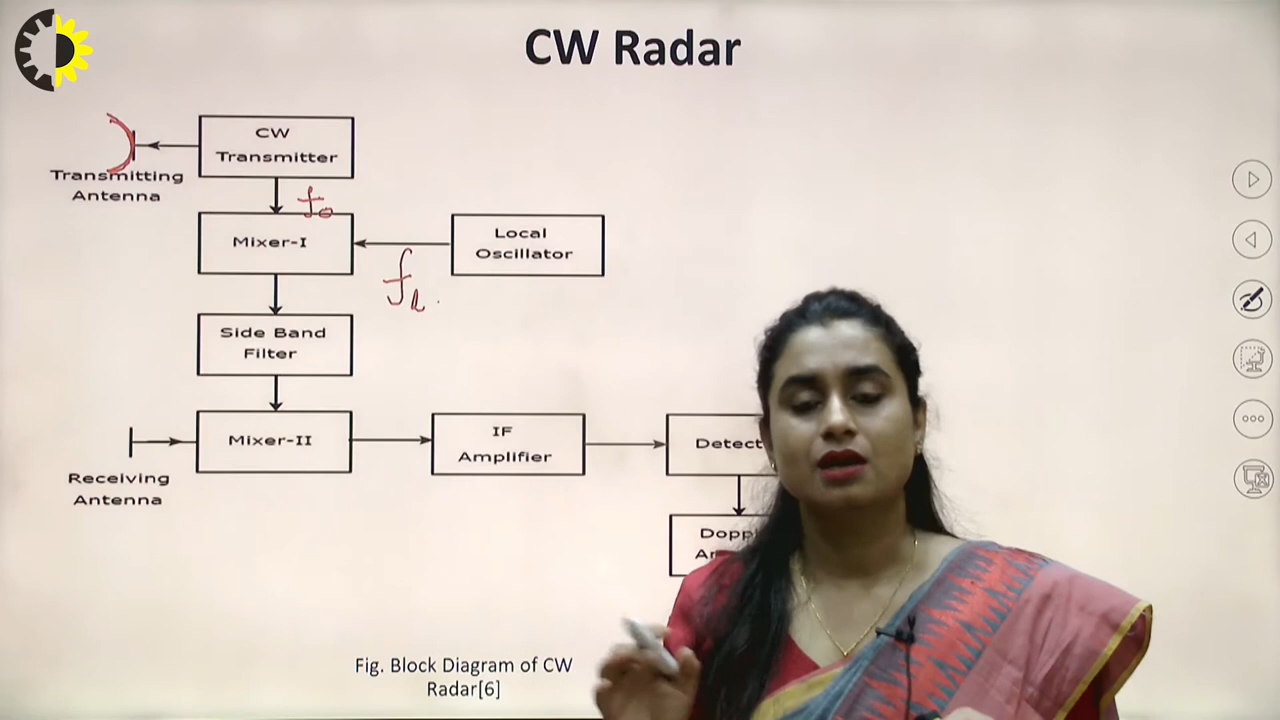 CW Radar
CW
Transmitter
Transmitting
Antenna
f₀
Mixer-I
Local
Oscillator
Side Band
Filter
Mixer-II
IF
Amplifier
Receiving
Antenna
Fig. Block Diagram of CW
Radar[6]